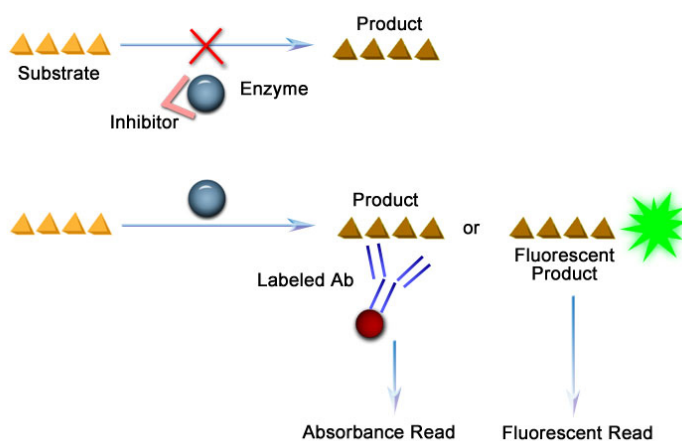 Product
Substrate
Enzyme
Inhibitor
Product
or
Fluorescent
Product
Labeled Ab
Absorbance Read
Fluorescent Read